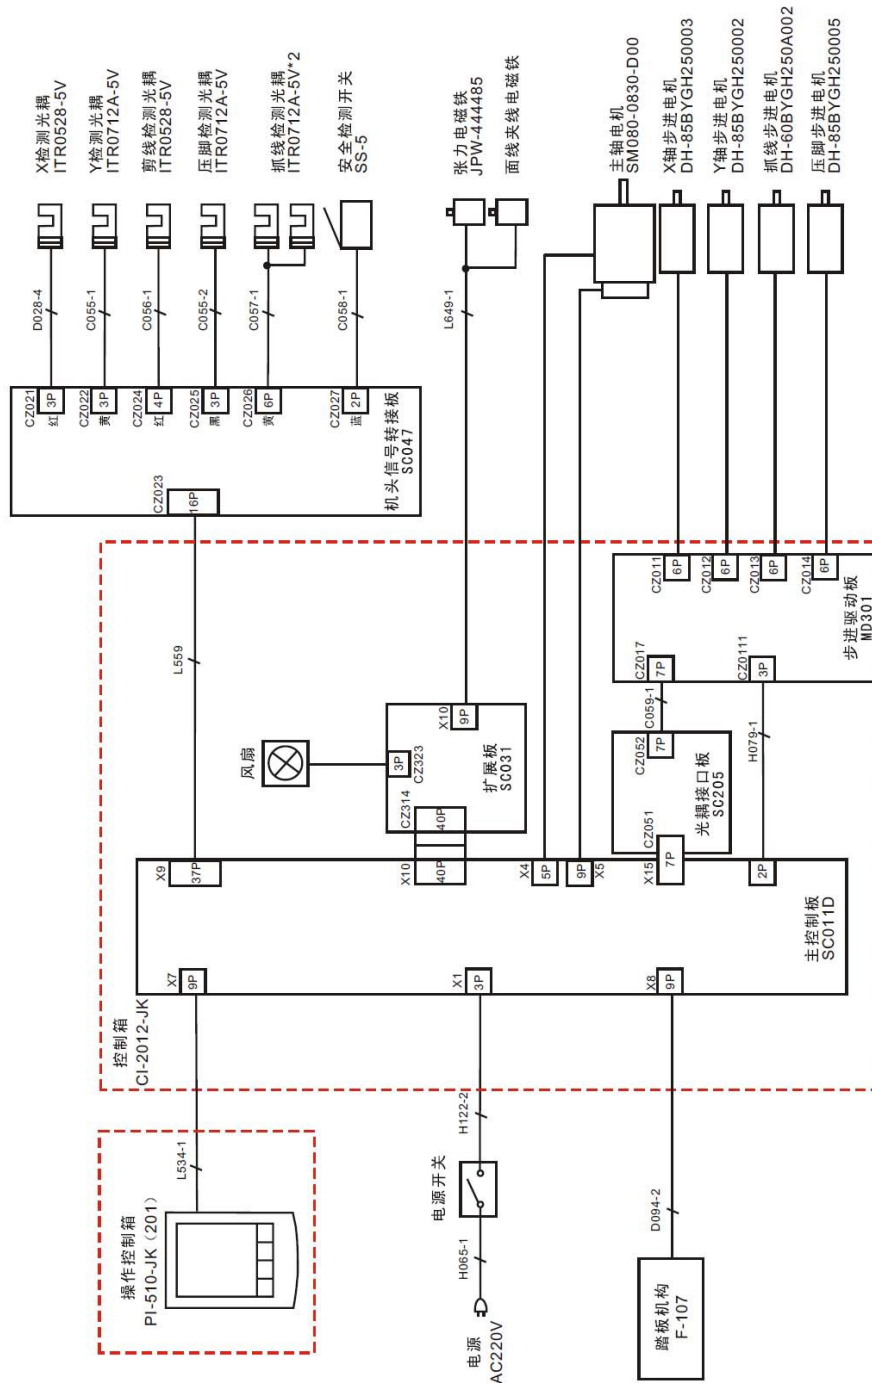 X检测光耦
ITR0528-5V
Y检测光耦
ITR0712A-5V
剪线检测光耦
ITR0528-5V
压脚检测光耦
ITR0712A-5V
抓线检测光耦
ITR0712A-5V*2
安全检测开关
SS-5
张力电磁铁
JPW-444485
面线夹线电磁铁
主轴电机
SM080-0830-D00
X轴步进电机
DH-85BYGH250003
Y轴步进电机
DH-85BYGH250002
抓线步进电机
DH-60BYGH250A002
压脚步进电机
DH-85BYGH250005
D028-4
C055-1
C056-1
C055-2
C057-1
C058-1
L649-1
CZ021
3P
红
CZ022
3P
黄
CZ024
4P
红
CZ025
3P
黑
CZ026
6P
黄
CZ027
2P
蓝
CZ023
16P
机头信号转接板
SC047
L559
风扇
3P
CZ323
X10
9P
CZ314
40P
扩展板
SC031
CZ011
6P
CZ012
6P
CZ013
6P
CZ014
6P
CZ017
7P
CZ0111
3P
步进驱动板
MD301
C059-1
H079-1
CZ052
7P
CZ051
光耦接口板
SC205
X9
37P
X10
40P
X4
5P
9P
X5
X15
7P
2P
主控制板
SC011D
X7
9P
X1
3P
X8
9P
控制箱
CI-2012-JK
L534-1
H122-2
D094-2
操作控制箱
PI-510-JK（201）
电源开关
H065-1
电源
AC220V
踏板机构
F-107